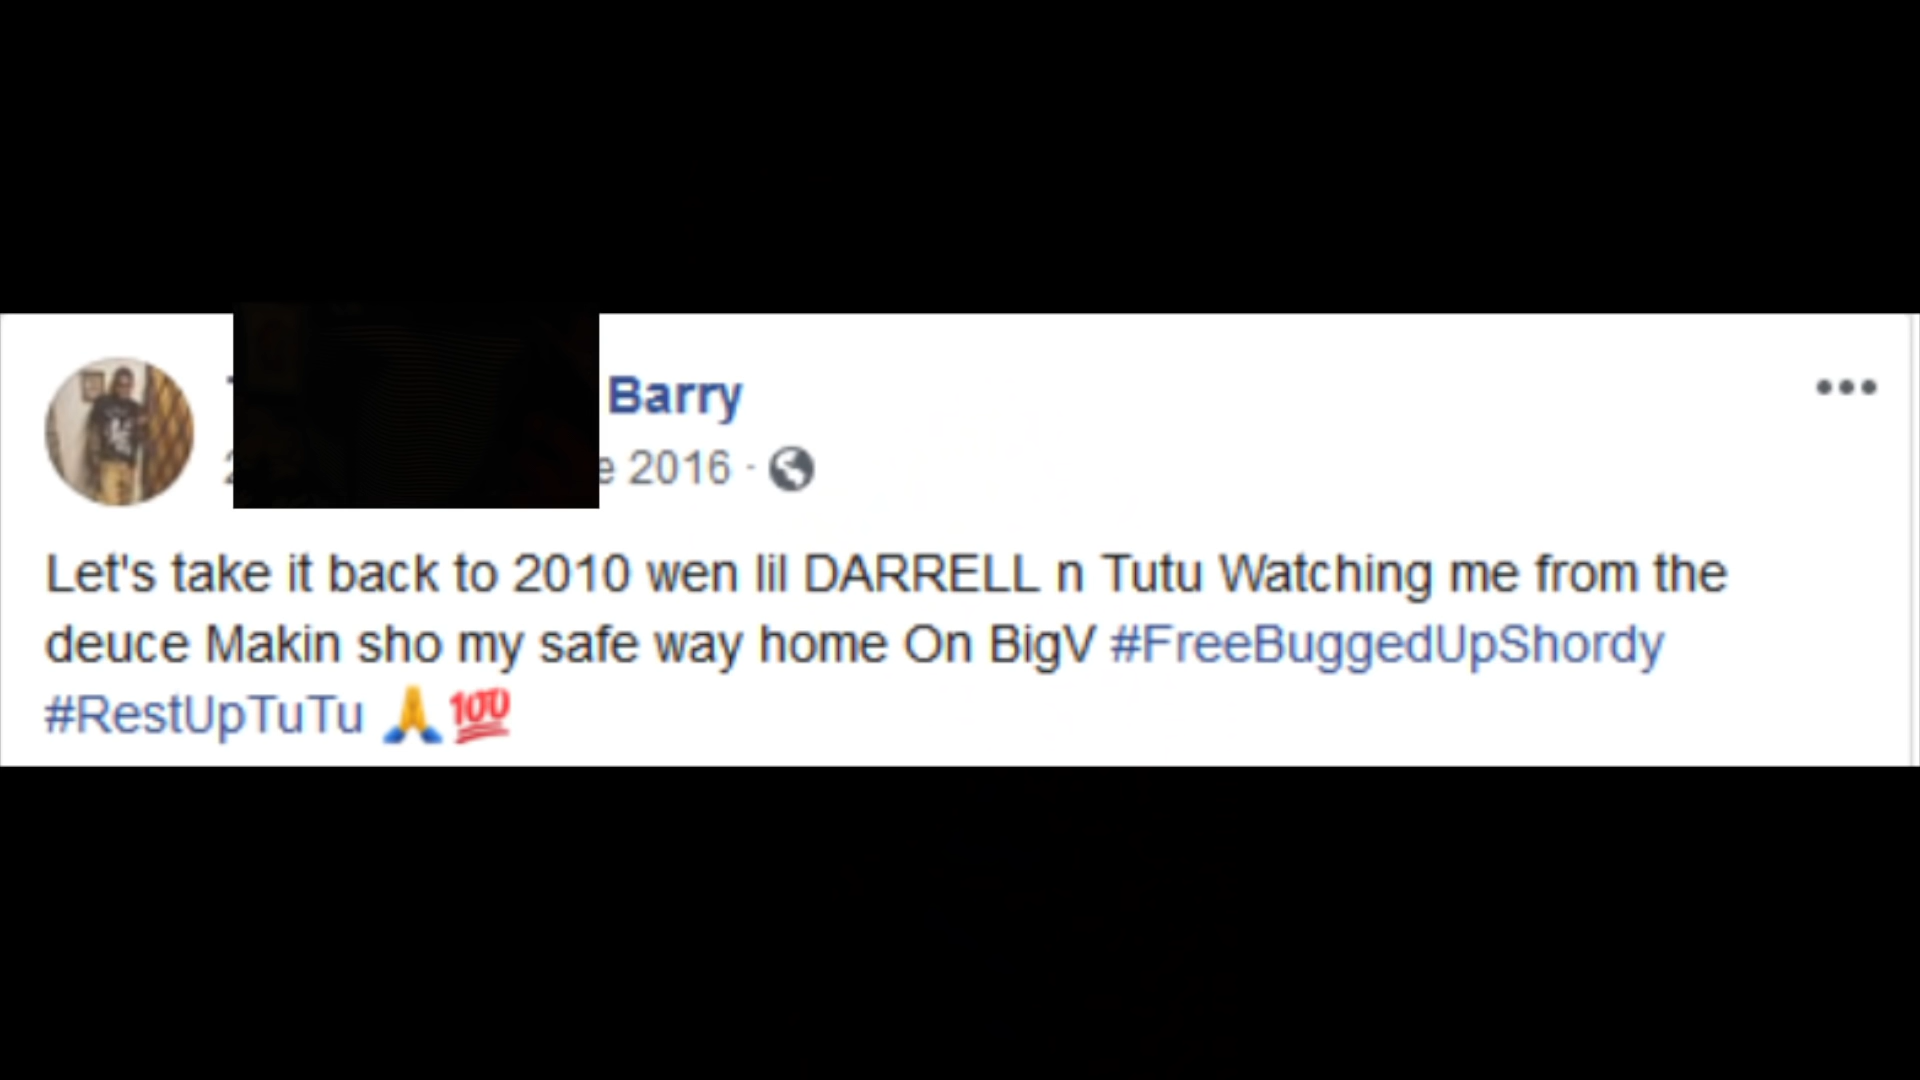 Barry
2016 ·
Let's take it back to 2010 wen lil DARRELL n Tutu Watching me from the
deuce Makin sho my safe way home On BigV #FreeBuggedUpShordy
#RestUpTuTu 🙏💯